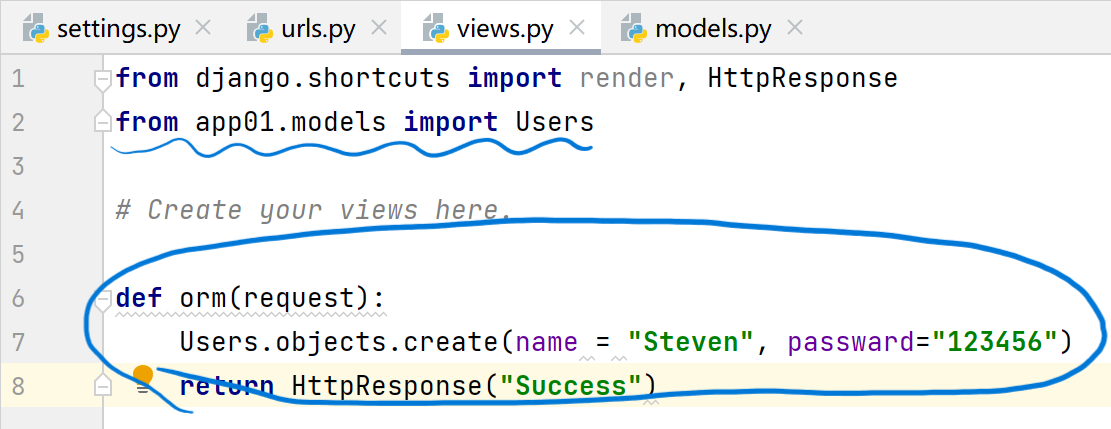 settings.py urls.py views.py models.py
1 from django.shortcuts import render, HttpResponse
2 from app01.models import Users
3
4 # Create your views here.
5
6 def orm(request):
7 Users.objects.create(name = "Steven", passward="123456")
8 return HttpResponse("Success")